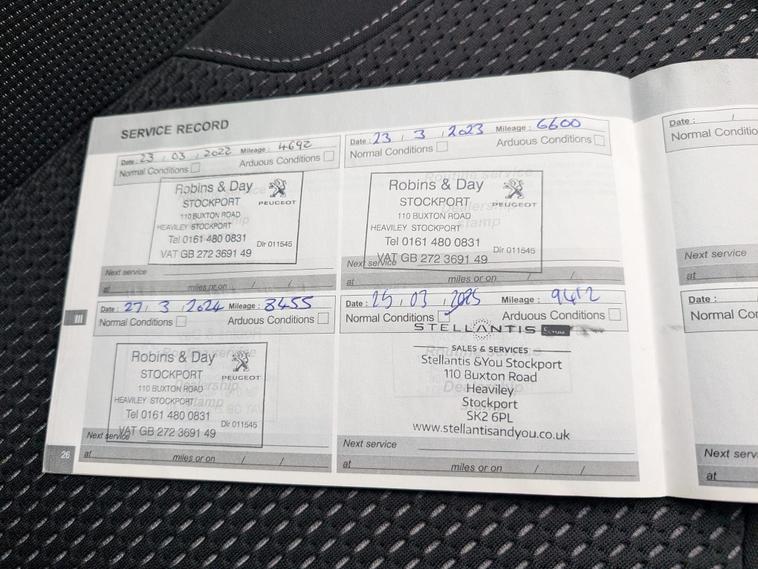 SERVICE RECORD
Date: 23 / 03 / 2022 Mileage: 4692
Normal Conditions Arduous Conditions
Robins & Day
STOCKPORT PEUGEOT
110 BUXTON ROAD
HEAVILEY STOCKPORT
Tel 0161 480 0831
Dlr 011545
VAT GB 272 3691 49
Next service
at miles or on / /
Date: 23 / 3 / 2023 Mileage: 6600
Normal Conditions Arduous Conditions
Robins & Day
STOCKPORT PEUGEOT
110 BUXTON ROAD
HEAVILEY STOCKPORT
Tel 0161 480 0831
Dlr 011545
VAT GB 272 3691 49
Next service
at miles or on / /
Date: 27 / 3 / 2024 Mileage: 8455
Normal Conditions Arduous Conditions
Robins & Day
STOCKPORT PEUGEOT
110 BUXTON ROAD
HEAVILEY STOCKPORT
Tel 0161 480 0831
Dlr 011545
VAT GB 272 3691 49
Next service
at miles or on / /
26
III
Date: 25 / 03 / 2025 Mileage: 9412
Normal Conditions Arduous Conditions
STELLANTIS
SALES & SERVICES
Stellantis &You Stockport
110 Buxton Road
Heaviley
Stockport
SK2 6PL
www.stellantisandyou.co.uk
Next service
at miles or on / /
Date: /
Normal Conditio
Next service
at
Date: /
Normal Con
Next serv
at